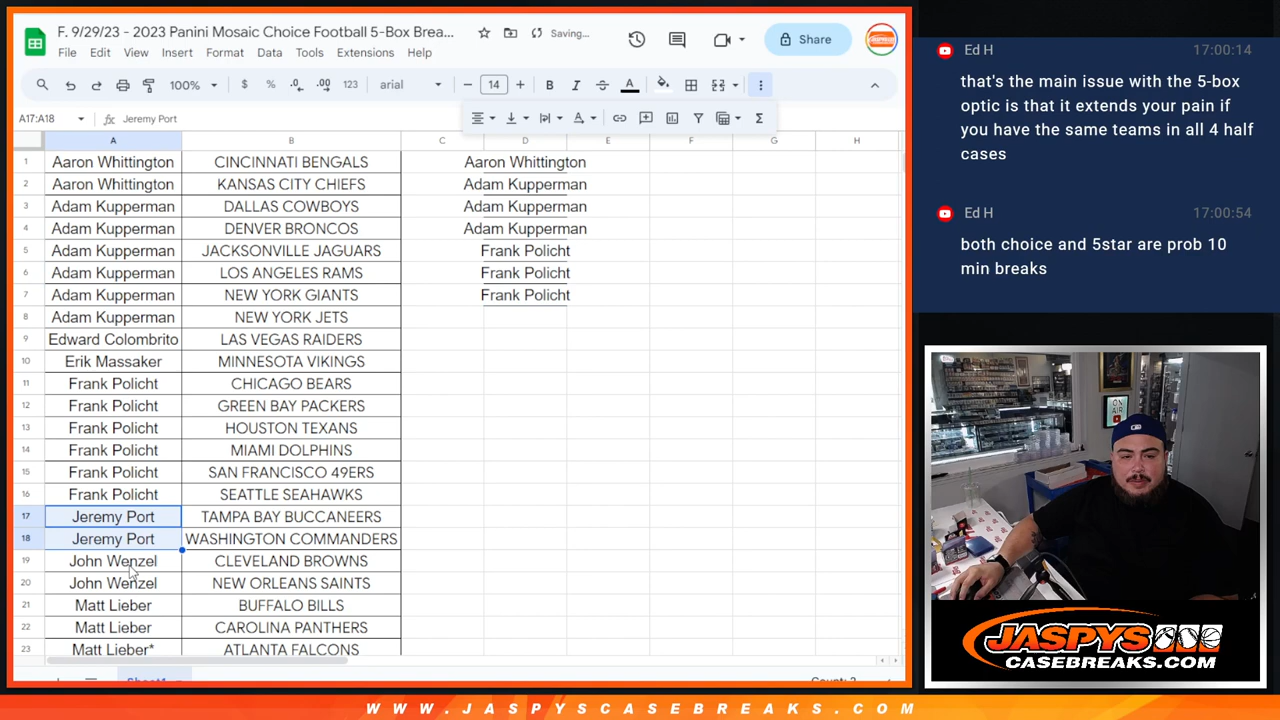 F. 9/29/23 - 2023 Panini Mosaic Choice Football 5-Box Brea... Saving...
File Edit View Insert Format Data Tools Extensions Help
Share
100% $ % .0 .00 123 arial 14 B I S A
A17:A18 fx Jeremy Port
A B C D E F G H
1 Aaron Whittington CINCINNATI BENGALS Aaron Whittington
2 Aaron Whittington KANSAS CITY CHIEFS Adam Kupperman
3 Adam Kupperman DALLAS COWBOYS Adam Kupperman
4 Adam Kupperman DENVER BRONCOS Adam Kupperman
5 Adam Kupperman JACKSONVILLE JAGUARS Frank Policht
6 Adam Kupperman LOS ANGELES RAMS Frank Policht
7 Adam Kupperman NEW YORK GIANTS Frank Policht
8 Adam Kupperman NEW YORK JETS
9 Edward Colombrito LAS VEGAS RAIDERS
10 Erik Massaker MINNESOTA VIKINGS
11 Frank Policht CHICAGO BEARS
12 Frank Policht GREEN BAY PACKERS
13 Frank Policht HOUSTON TEXANS
14 Frank Policht MIAMI DOLPHINS
15 Frank Policht SAN FRANCISCO 49ERS
16 Frank Policht SEATTLE SEAHAWKS
17 Jeremy Port TAMPA BAY BUCCANEERS
18 Jeremy Port WASHINGTON COMMANDERS
19 John Wenzel CLEVELAND BROWNS
20 John Wenzel NEW ORLEANS SAINTS
21 Matt Lieber BUFFALO BILLS
22 Matt Lieber CAROLINA PANTHERS
23 Matt Lieber* ATLANTA FALCONS
Ed H 17:00:14
that's the main issue with the 5-box
optic is that it extends your pain if
you have the same teams in all 4 half
cases
Ed H 17:00:54
both choice and 5star are prob 10
min breaks
ON AIR
JASPYS
CASEBREAKS.COM
WWW.JASPYSCASEBREAKS.COM